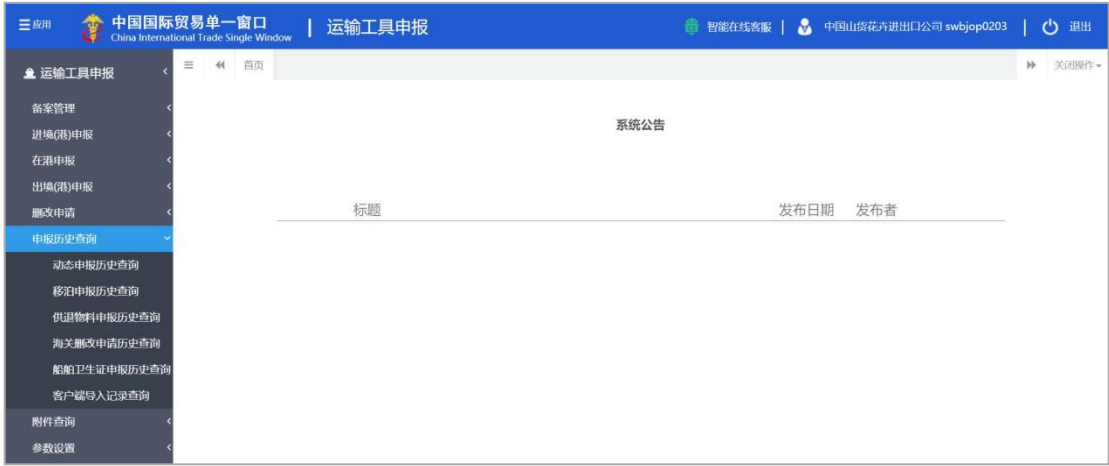 应用
中国国际贸易单一窗口
China International Trade Single Window
运输工具申报
智能在线客服
中国山货花卉进出口公司 swbjop0203
退出
运输工具申报
首页
关闭操作
备案管理
进境(港)申报
在港申报
出境(港)申报
删改申请
申报历史查询
动态申报历史查询
移泊申报历史查询
供退物料申报历史查询
海关删改申请历史查询
船舶卫生证申报历史查询
客户端导入记录查询
附件查询
参数设置
系统公告
标题 发布日期 发布者